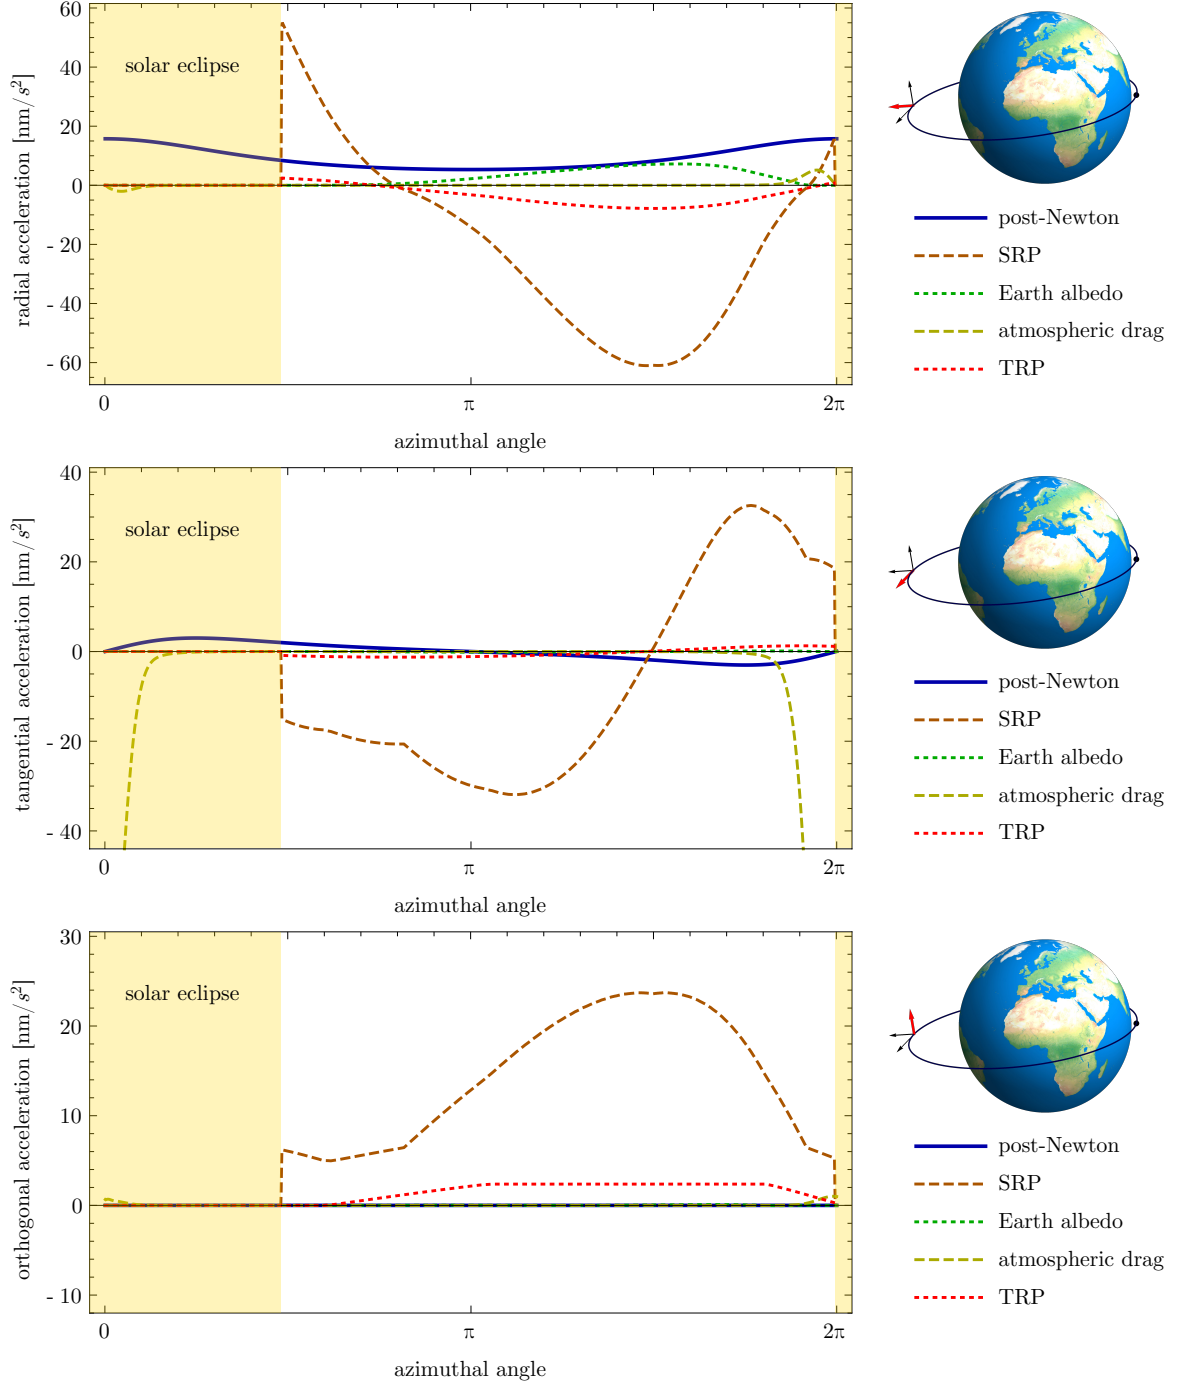 60
40
20
0
- 20
- 40
- 60
radial acceleration [nm/s²]
solar eclipse
0
π
2π
azimuthal angle
post-Newton
SRP
Earth albedo
atmospheric drag
TRP
40
20
0
- 20
- 40
tangential acceleration [nm/s²]
solar eclipse
0
π
2π
azimuthal angle
post-Newton
SRP
Earth albedo
atmospheric drag
TRP
30
20
10
0
- 10
orthogonal acceleration [nm/s²]
solar eclipse
0
π
2π
azimuthal angle
post-Newton
SRP
Earth albedo
atmospheric drag
TRP